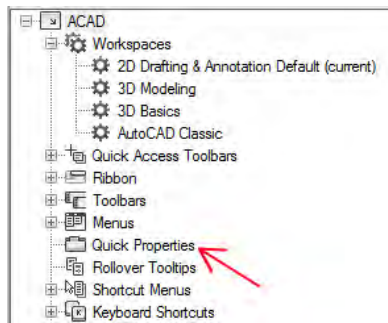 ACAD
Workspaces
2D Drafting & Annotation Default (current)
3D Modeling
3D Basics
AutoCAD Classic
Quick Access Toolbars
Ribbon
Toolbars
Menus
Quick Properties
Rollover Tooltips
Shortcut Menus
Keyboard Shortcuts